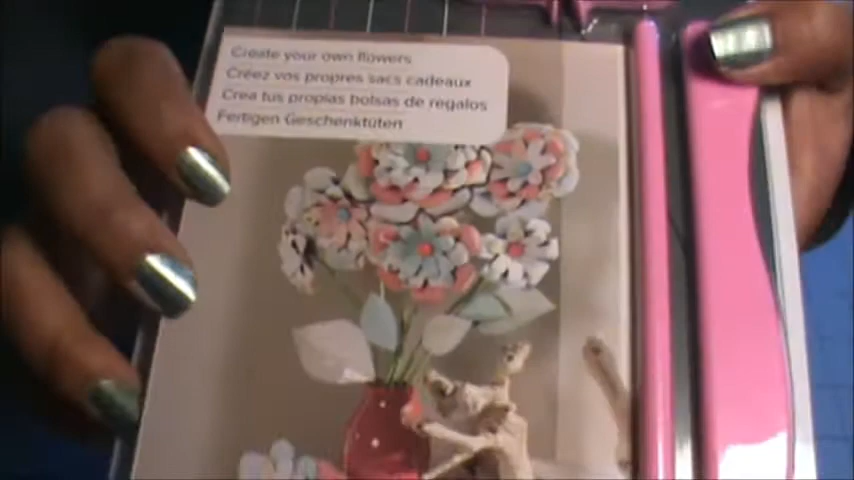 Create your own flowers
Créez vos propres sacs cadeaux
Crea tus propias bolsas de regalos
Fertigen Geschenktüten